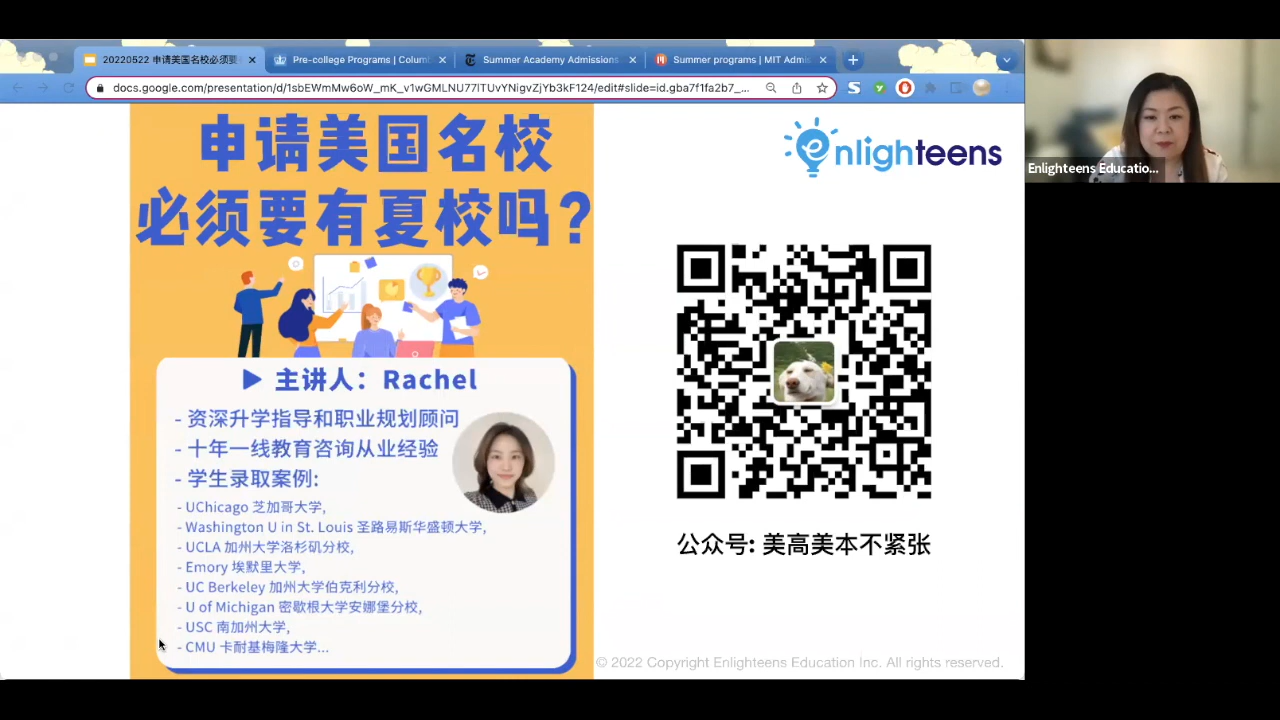 20220522 申请美国名校必须要
Pre-college Programs | Colum
Summer Academy Admissions
Summer programs | MIT Admis
docs.google.com/presentation/d/1sbEWmMw6oW_mK_v1wGMLNU77lTUvYNigvZjYb3kF124/edit#slide=id.gba7f1fa2b7_...
申请美国名校
必须要有夏校吗?
▶ 主讲人：Rachel
- 资深升学指导和职业规划顾问
- 十年一线教育咨询从业经验
- 学生录取案例:
- UChicago 芝加哥大学,
- Washington U in St. Louis 圣路易斯华盛顿大学,
- UCLA 加州大学洛杉矶分校,
- Emory 埃默里大学,
- UC Berkeley 加州大学伯克利分校,
- U of Michigan 密歇根大学安娜堡分校,
- USC 南加州大学,
- CMU 卡耐基梅隆大学...
enlighteens
公众号: 美高美本不紧张
© 2022 Copyright Enlighteens Education Inc. All rights reserved.
Enlighteens Educatio...